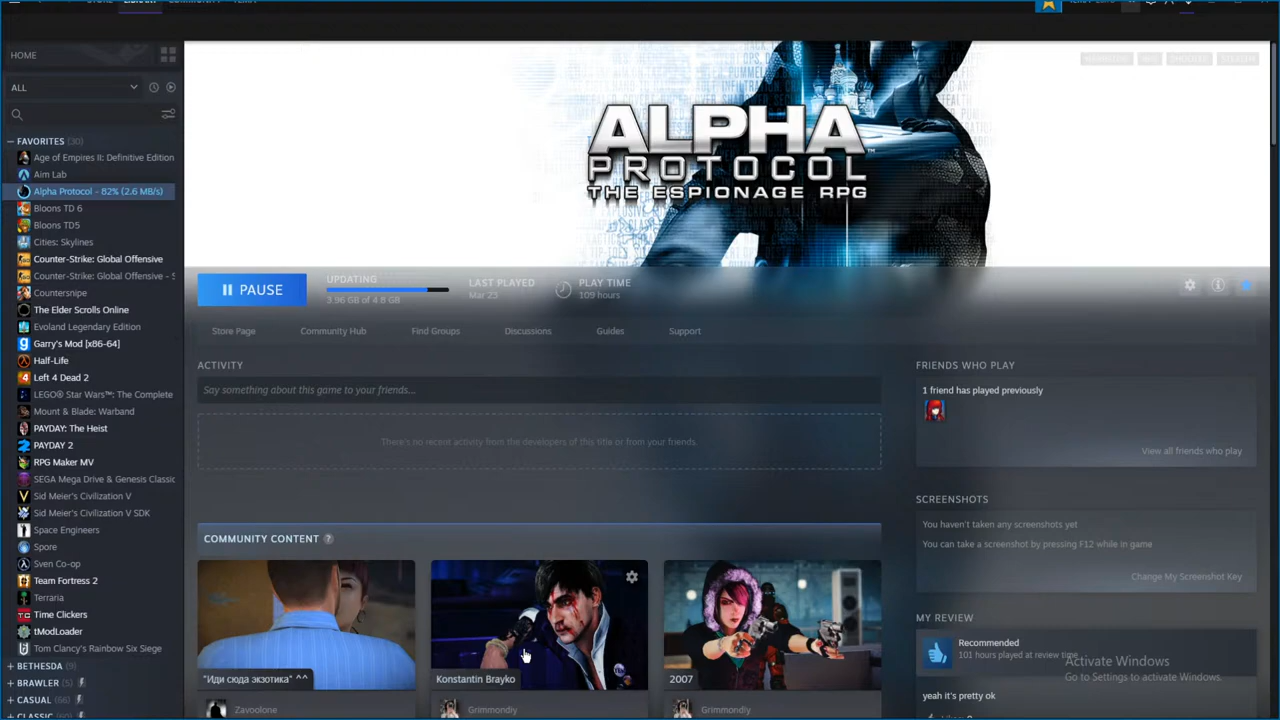 LIBRARY
HOME
ALL
FAVORITES (30)
Age of Empires II: Definitive Edition
Aim Lab
Alpha Protocol - 82% (2.6 MB/s)
Bloons TD 6
Bloons TD5
Cities: Skylines
Counter-Strike: Global Offensive
Counter-Strike: Global Offensive - S
Countersnipe
The Elder Scrolls Online
Evoland Legendary Edition
Garry's Mod [x86-64]
Half-Life
Left 4 Dead 2
LEGO® Star Wars™: The Complete
Mount & Blade: Warband
PAYDAY: The Heist
PAYDAY 2
RPG Maker MV
SEGA Mega Drive & Genesis Classic
Sid Meier's Civilization V
Sid Meier's Civilization V SDK
Space Engineers
Spore
Sven Co-op
Team Fortress 2
Terraria
Time Clickers
tModLoader
Tom Clancy's Rainbow Six Siege
BETHESDA (9)
BRAWLER (5)
CASUAL (66)
CLASSIC
ALPHA
PROTOCOL™
THE ESPIONAGE RPG
PAUSE
UPDATING
3.96 GB of 4.8 GB
LAST PLAYED
Mar 23
PLAY TIME
109 hours
Store Page Community Hub Find Groups Discussions Guides Support
ACTIVITY
Say something about this game to your friends...
There's no recent activity from the developers of this title or from your friends.
COMMUNITY CONTENT ?
"Иди сюда экзотика" ^^
Zavoolone
Konstantin Brayko
Grimmondiy
2007
Grimmondiy
FRIENDS WHO PLAY
1 friend has played previously
View all friends who play
SCREENSHOTS
You haven't taken any screenshots yet
You can take a screenshot by pressing F12 while in game
Change My Screenshot Key
MY REVIEW
Recommended
101 hours played at review time
yeah it's pretty ok
Activate Windows
Go to Settings to activate Windows.